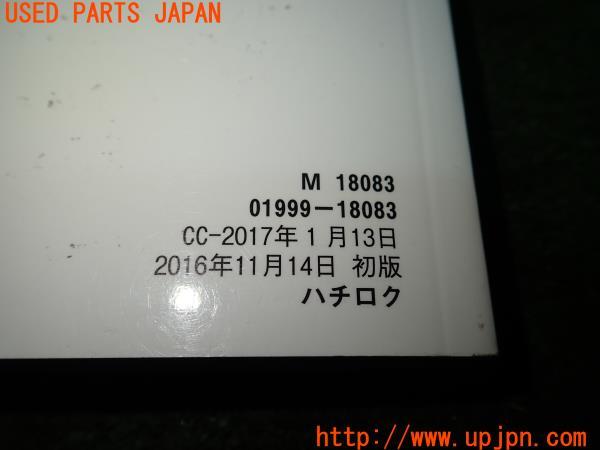 USED PARTS JAPAN
M 18083
01999-18083
CC-2017年1月13日
2016年11月14日 初版
ハチロク
http://www.upjpn.com